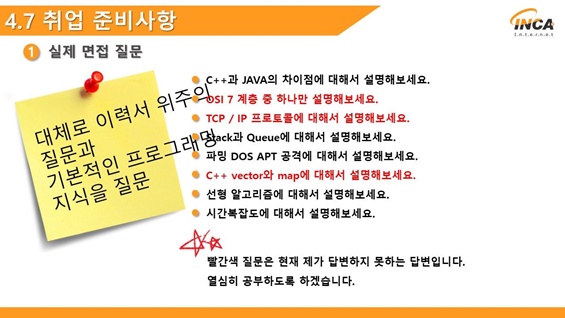 4.7 취업 준비사항
INCA
Internet
1 실제 면접 질문
대체로 이력서 위주의
질문과
기본적인 프로그래밍
지식을 질문
C++과 JAVA의 차이점에 대해서 설명해보세요.
OSI 7 계층 중 하나만 설명해보세요.
TCP / IP 프로토콜에 대해서 설명해보세요.
Stack과 Queue에 대해서 설명해보세요.
파밍 DOS APT 공격에 대해서 설명해보세요.
C++ vector와 map에 대해서 설명해보세요.
선형 알고리즘에 대해서 설명해보세요.
시간복잡도에 대해서 설명해보세요.
빨간색 질문은 현재 제가 답변하지 못하는 답변입니다.
열심히 공부하도록 하겠습니다.